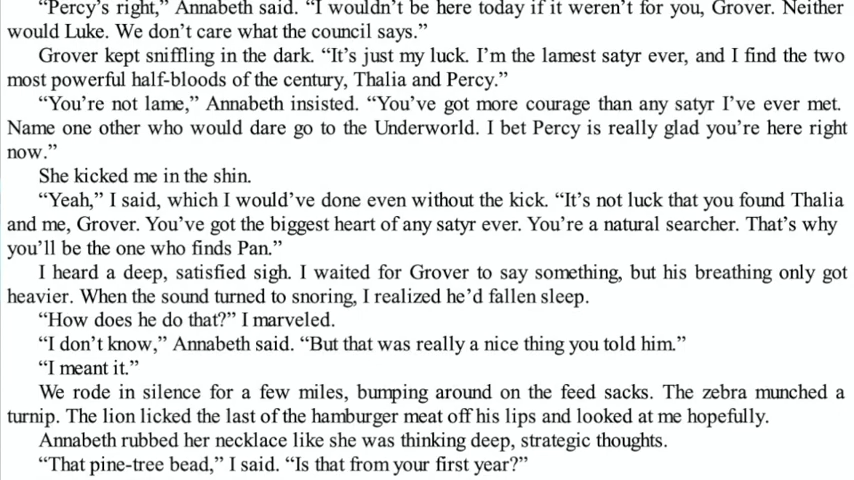 “Percy’s right,” Annabeth said. “I wouldn’t be here today if it weren’t for you, Grover. Neither
would Luke. We don’t care what the council says.”
Grover kept sniffling in the dark. “It’s just my luck. I’m the lamest satyr ever, and I find the two
most powerful half-bloods of the century, Thalia and Percy.”
“You’re not lame,” Annabeth insisted. “You’ve got more courage than any satyr I’ve ever met.
Name one other who would dare go to the Underworld. I bet Percy is really glad you’re here right
now.”
She kicked me in the shin.
“Yeah,” I said, which I would’ve done even without the kick. “It’s not luck that you found Thalia
and me, Grover. You’ve got the biggest heart of any satyr ever. You’re a natural searcher. That’s why
you’ll be the one who finds Pan.”
I heard a deep, satisfied sigh. I waited for Grover to say something, but his breathing only got
heavier. When the sound turned to snoring, I realized he’d fallen sleep.
“How does he do that?” I marveled.
“I don’t know,” Annabeth said. “But that was really a nice thing you told him.”
“I meant it.”
We rode in silence for a few miles, bumping around on the feed sacks. The zebra munched a
turnip. The lion licked the last of the hamburger meat off his lips and looked at me hopefully.
Annabeth rubbed her necklace like she was thinking deep, strategic thoughts.
“That pine-tree bead,” I said. “Is that from your first year?”